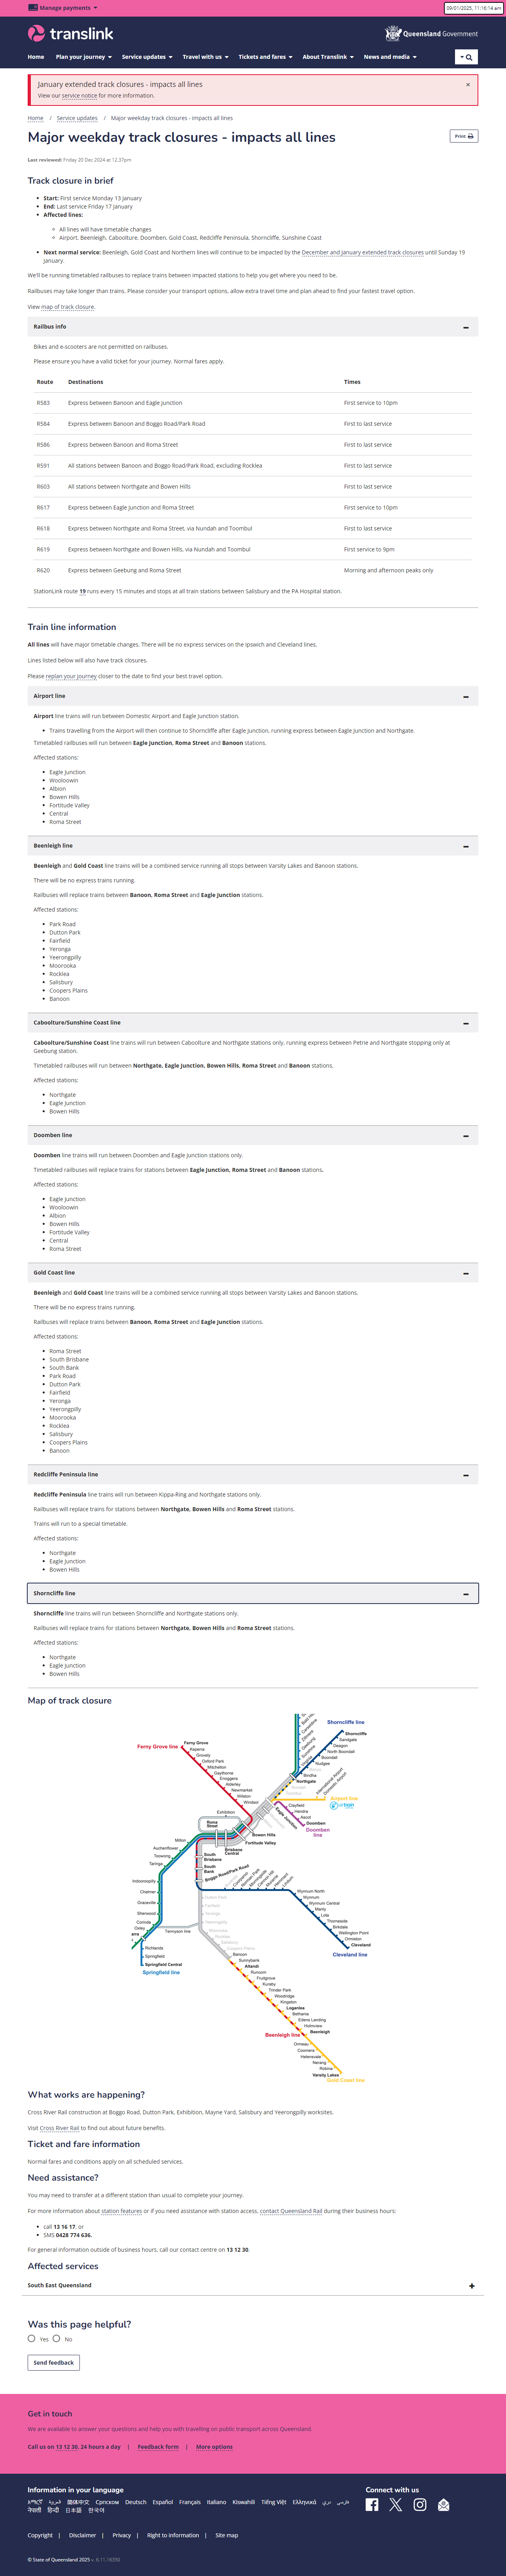 Manage payments
09/01/2025, 11:16:14 am
translink
Queensland Government
Home Plan your journey Service updates Travel with us Tickets and fares About Translink News and media
January extended track closures - impacts all lines
View our service notice for more information.
×
Home / Service updates / Major weekday track closures - impacts all lines
Major weekday track closures - impacts all lines
Print
Last reviewed: Friday 20 Dec 2024 at 12.37pm
Track closure in brief
• Start: First service Monday 13 January
• End: Last service Friday 17 January
• Affected lines:
All lines will have timetable changes
Airport, Beenleigh, Caboolture, Doomben, Gold Coast, Redcliffe Peninsula, Shorncliffe, Sunshine Coast
• Next normal service: Beenleigh, Gold Coast and Northern lines will continue to be impacted by the December and January extended track closures until Sunday 19
January.
We'll be running timetabled railbuses to replace trains between impacted stations to help you get where you need to be.
Railbuses may take longer than trains. Please consider your transport options, allow extra travel time and plan ahead to find your fastest travel option.
View map of track closure.
Railbus info
Bikes and e-scooters are not permitted on railbuses.
Please ensure you have a valid ticket for your journey. Normal fares apply.
Route Destinations Times
R583 Express between Banoon and Eagle Junction First service to 10pm
R584 Express between Banoon and Boggo Road/Park Road First to last service
R586 Express between Banoon and Roma Street First to last service
R591 All stations between Banoon and Boggo Road/Park Road, excluding Rocklea First to last service
R603 All stations between Northgate and Bowen Hills First to last service
R617 Express between Eagle Junction and Roma Street First service to 10pm
R618 Express between Northgate and Roma Street, via Nundah and Toombul First to last service
R619 Express between Northgate and Bowen Hills, via Nundah and Toombul First service to 9pm
R620 Express between Geebung and Roma Street Morning and afternoon peaks only
StationLink route 19 runs every 15 minutes and stops at all train stations between Salisbury and the PA Hospital station.
Train line information
All lines will have major timetable changes. There will be no express services on the Ipswich and Cleveland lines.
Lines listed below will also have track closures.
Please replan your journey closer to the date to find your best travel option.
Airport line
Airport line trains will run between Domestic Airport and Eagle Junction station.
• Trains travelling from the Airport will then continue to Shorncliffe after Eagle Junction, running express between Eagle Junction and Northgate.
Timetabled railbuses will run between Eagle Junction, Roma Street and Banoon stations.
Affected stations:
• Eagle Junction
• Wooloowin
• Albion
• Bowen Hills
• Fortitude Valley
• Central
• Roma Street
Beenleigh line
Beenleigh and Gold Coast line trains will be a combined service running all stops between Varsity Lakes and Banoon stations.
There will be no express trains running.
Railbuses will replace trains between Banoon, Roma Street and Eagle Junction stations.
Affected stations:
• Park Road
• Dutton Park
• Fairfield
• Yeronga
• Yeerongpilly
• Moorooka
• Rocklea
• Salisbury
• Coopers Plains
• Banoon
Caboolture/Sunshine Coast line
Caboolture/Sunshine Coast line trains will run between Caboolture and Northgate stations only, running express between Petrie and Northgate stopping only at
Geebung station.
Timetabled railbuses will run between Northgate, Eagle Junction, Bowen Hills, Roma Street and Banoon stations.
Affected stations:
• Northgate
• Eagle Junction
• Bowen Hills
Doomben line
Doomben line trains will run between Doomben and Eagle Junction stations only.
Timetabled railbuses will replace trains for stations between Eagle Junction, Roma Street and Banoon stations.
Affected stations:
• Eagle Junction
• Wooloowin
• Albion
• Bowen Hills
• Fortitude Valley
• Central
• Roma Street
Gold Coast line
Beenleigh and Gold Coast line trains will be a combined service running all stops between Varsity Lakes and Banoon stations.
There will be no express trains running.
Railbuses will replace trains between Banoon, Roma Street and Eagle Junction stations.
Affected stations:
• Roma Street
• South Brisbane
• South Bank
• Park Road
• Dutton Park
• Fairfield
• Yeronga
• Yeerongpilly
• Moorooka
• Rocklea
• Salisbury
• Coopers Plains
• Banoon
Redcliffe Peninsula line
Redcliffe Peninsula line trains will run between Kippa-Ring and Northgate stations only.
Railbuses will replace trains for stations between Northgate, Bowen Hills and Roma Street stations.
Trains will run to a special timetable.
Affected stations:
• Northgate
• Eagle Junction
• Bowen Hills
Shorncliffe line
Shorncliffe line trains will run between Shorncliffe and Northgate stations only.
Railbuses will replace trains for stations between Northgate, Bowen Hills and Roma Street stations.
Affected stations:
• Northgate
• Eagle Junction
• Bowen Hills
Map of track closure
Shorncliffe line
Shorncliffe
Sandgate
Deagon
North Boondall
Boondall
Nudgee
Bindha
Northgate
Ferny Grove line
Ferny Grove
Keperra
Grovely
Oxford Park
Mitchelton
Gaythorne
Enoggera
Alderley
Newmarket
Wilston
Windsor
International Airport
Domestic Airport
Airport line
airtrain
Eagle Junction
Clayfield
Hendra
Ascot
Doomben
Doomben
line
Exhibition
Roma
Street
Bowen Hills
Fortitude Valley
Brisbane
Central
South
Brisbane
South
Bank
Boggo Road/Park Road
Milton
Auchenflower
Toowong
Taringa
Indooroopilly
Chelmer
Graceville
Sherwood
Corinda
Oxley
Tennyson line
Richlands
Springfield
Springfield Central
Springfield line
Wynnum North
Wynnum
Wynnum Central
Manly
Lota
Thorneside
Birkdale
Wellington Point
Ormiston
Cleveland
Cleveland line
Banoon
Sunnybank
Altandi
Runcorn
Fruitgrove
Kuraby
Trinder Park
Woodridge
Kingston
Loganlea
Bethania
Edens Landing
Holmview
Beenleigh
Beenleigh line
Ormeau
Coomera
Helensvale
Nerang
Robina
Varsity Lakes
Gold Coast line
What works are happening?
Cross River Rail construction at Boggo Road, Dutton Park, Exhibition, Mayne Yard, Salisbury and Yeerongpilly worksites.
Visit Cross River Rail to find out about future benefits.
Ticket and fare information
Normal fares and conditions apply on all scheduled services.
Need assistance?
You may need to transfer at a different station than usual to complete your journey.
For more information about station features or if you need assistance with station access, contact Queensland Rail during their business hours:
• call 13 16 17, or
• SMS 0428 774 636.
For general information outside of business hours, call our contact centre on 13 12 30.
Affected services
South East Queensland
Was this page helpful?
Yes No
Send feedback
Get in touch
We are available to answer your questions and help you with travelling on public transport across Queensland.
Call us on 13 12 30, 24 hours a day | Feedback form | More options
Information in your language
Connect with us
አማርኛ العربية 简体中文 Српском Deutsch Español Français Italiano Kiswahili Tiếng Việt Ελληνικά دری فارسی
नेपाली हिन्दी 日本語 한국어
Copyright | Disclaimer | Privacy | Right to information | Site map
© State of Queensland 2025 v. 6.11.16350